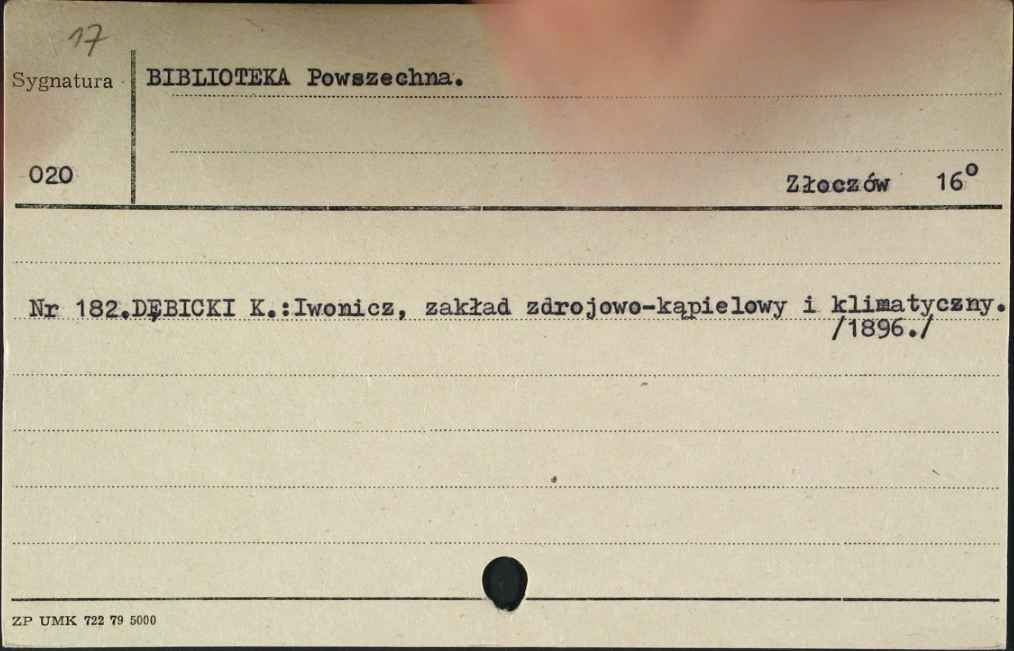 17
Sygnatura
BIBLIOTEKA Powszechna.
020
Złoczów 16°
Nr 182.DĘBICKI K.:Iwonicz, zakład zdrojowo-kąpielowy i klimatyczny.
/1896./
ZP UMK 722 79 5000